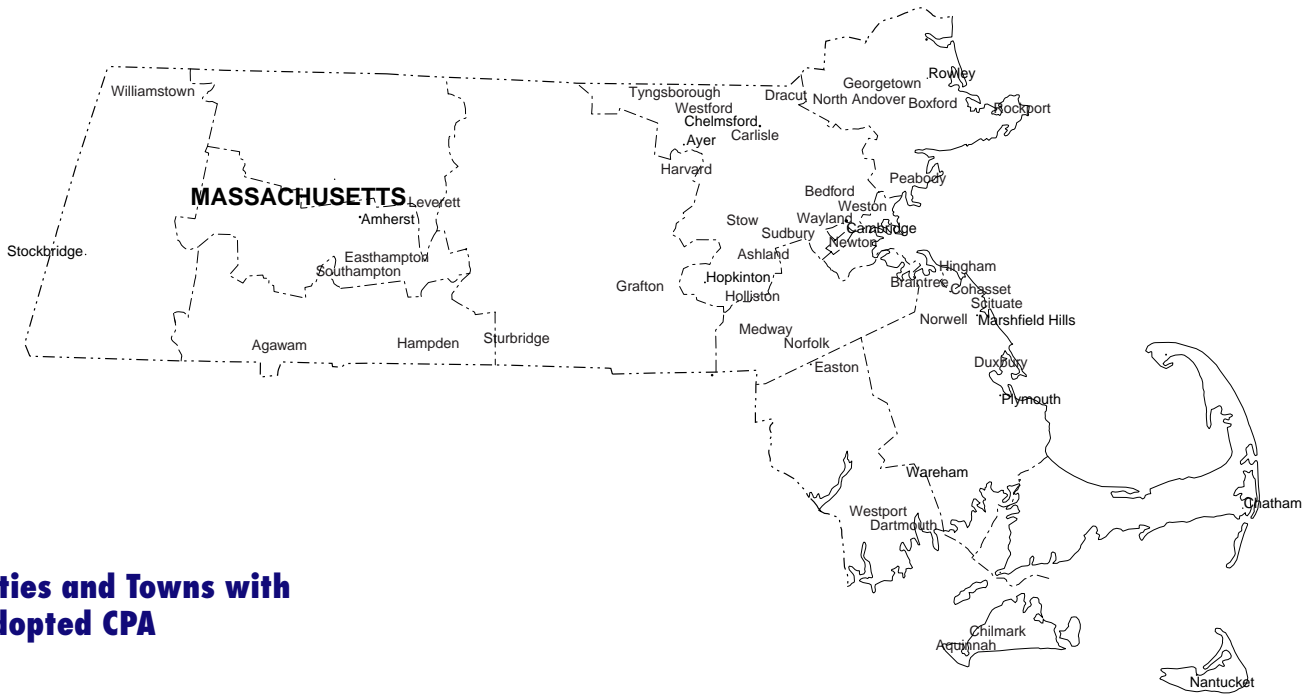 Rowley
Georgetown
Williamstown
Tyngsborough
Dracut
North Andover
Boxford
Rockport
Westford
Chelmsford
Carlisle
Ayer
Harvard
Peabody
Bedford
MASSACHUSETTS
Leverett
Weston
Amherst
Stow
Wayland
Cambridge
Sudbury
Newton
Stockbridge
Easthampton
Ashland
Southampton
Hingham
Hopkinton
Braintree
Grafton
Cohasset
Holliston
Scituate
Norwell
Marshfield Hills
Medway
Agawam
Hampden
Sturbridge
Norfolk
Easton
Duxbury
Plymouth
Wareham
Chatham
Westport
Dartmouth
ties and Towns with
dopted CPA
Chilmark
Aquinnah
Nantucket